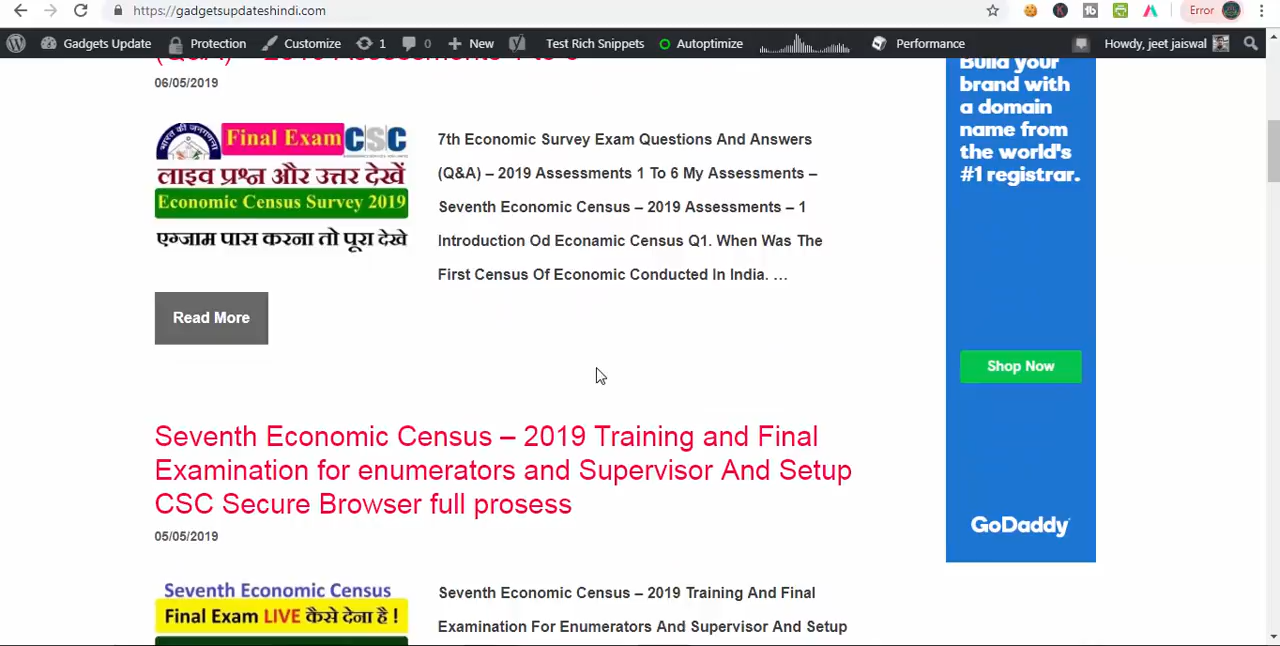 https://gadgetsupdateshindi.com
Error
Gadgets Update
Protection
Customize
1
0
New
Test Rich Snippets
Autoptimize
Performance
Howdy, jeet jaiswal
06/05/2019
Final Exam CSC
लाइव प्रश्न और उत्तर देखें
Economic Census Survey 2019
एग्जाम पास करना तो पूरा देखे
7th Economic Survey Exam Questions And Answers
(Q&A) – 2019 Assessments 1 To 6 My Assessments –
Seventh Economic Census – 2019 Assessments – 1
Introduction Od Econamic Census Q1. When Was The
First Census Of Economic Conducted In India. …
Read More
Seventh Economic Census – 2019 Training and Final
Examination for enumerators and Supervisor And Setup
CSC Secure Browser full prosess
05/05/2019
Seventh Economic Census
Final Exam LIVE कैसे देना है !
Seventh Economic Census – 2019 Training And Final
Examination For Enumerators And Supervisor And Setup
Build your
brand with
a domain
name from
the world's
#1 registrar.
Shop Now
GoDaddy